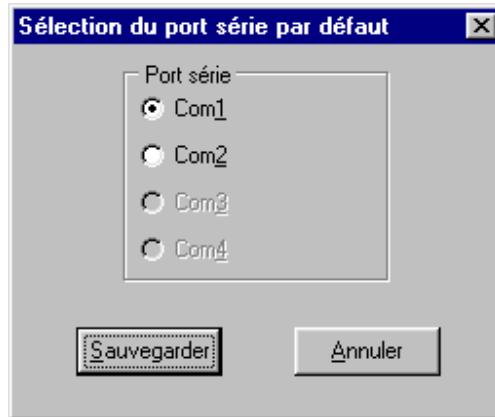 Sélection du port série par défaut
Port série
Com1
Com2
Com3
Com4
Sauvegarder
Annuler